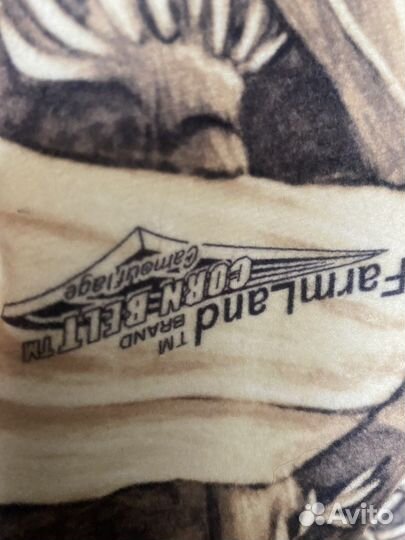 FarmLand TM
BRAND
CORN-BELT TM
Camouflage
Avito